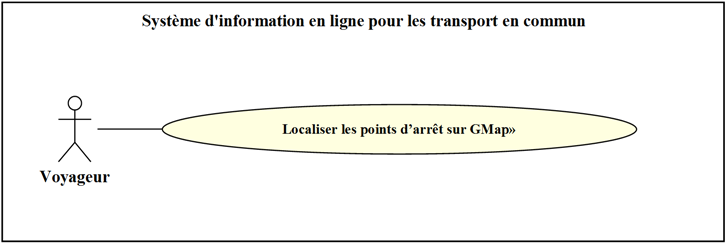 Système d'information en ligne pour les transport en commun
Localiser les points d’arrêt sur GMap»
Voyageur